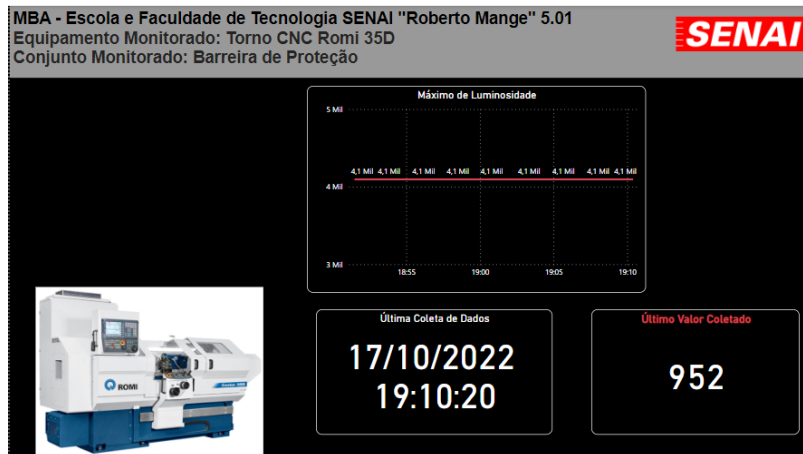 MBA - Escola e Faculdade de Tecnologia SENAI "Roberto Mange" 5.01
Equipamento Monitorado: Torno CNC Romi 35D
Conjunto Monitorado: Barreira de Proteção
SENAI
Máximo de Luminosidade
5 Mil
4,1 Mil 4,1 Mil 4,1 Mil 4,1 Mil 4,1 Mil 4,1 Mil 4,1 Mil 4,1 Mil 4,1 Mil
4 Mil
3 Mil
18:55 19:00 19:05 19:10
Última Coleta de Dados
17/10/2022
19:10:20
Último Valor Coletado
952
ROMI